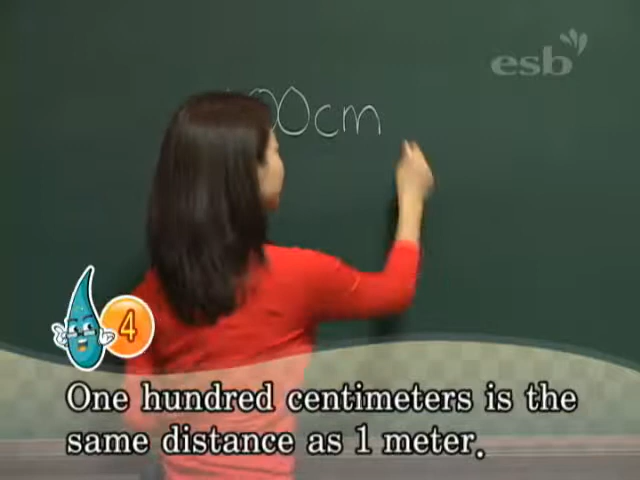 esb
00cm
4
One hundred centimeters is the
same distance as 1 meter.